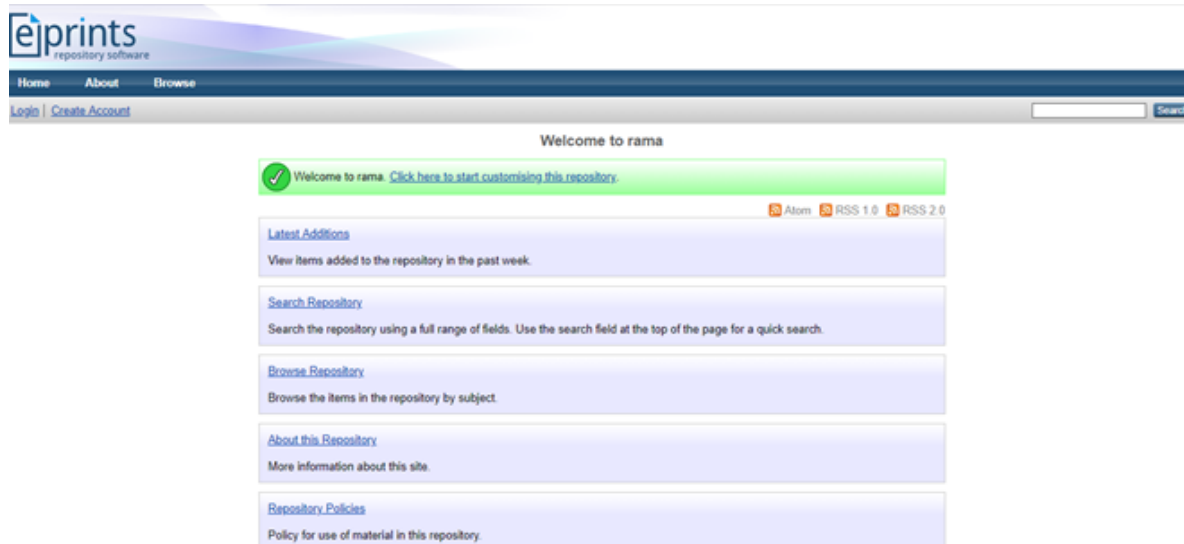 eprints
repository software
Home About Browse
Login | Create Account Search
Welcome to rama
Welcome to rama. Click here to start customising this repository.
Atom RSS 1.0 RSS 2.0
Latest Additions
View items added to the repository in the past week.
Search Repository
Search the repository using a full range of fields. Use the search field at the top of the page for a quick search.
Browse Repository
Browse the items in the repository by subject.
About this Repository
More information about this site.
Repository Policies
Policy for use of material in this repository.